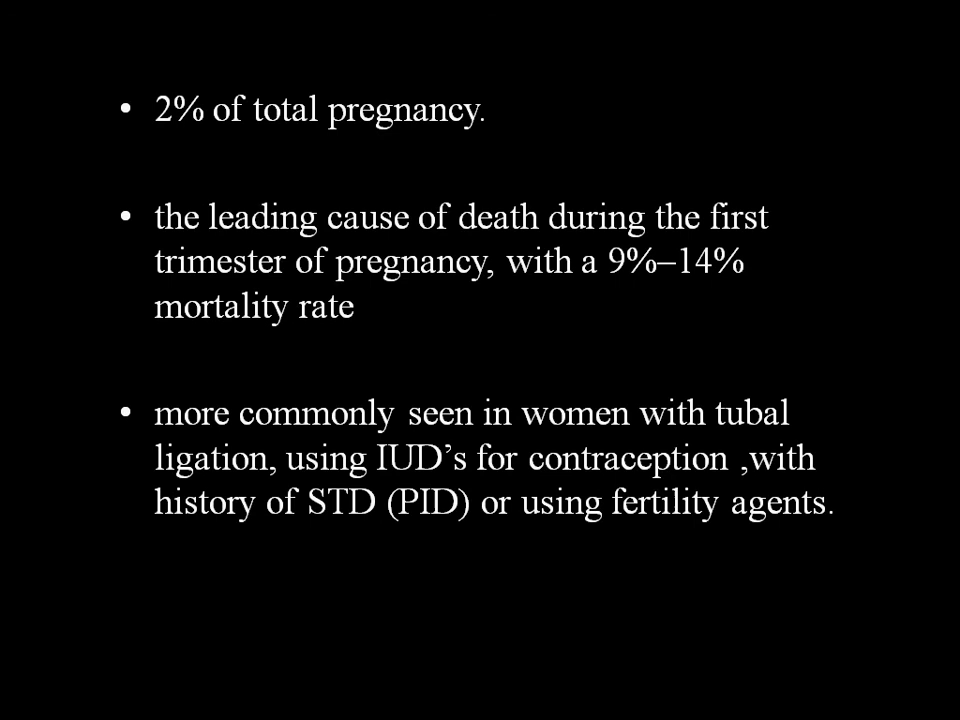 • 2% of total pregnancy.
• the leading cause of death during the first
trimester of pregnancy, with a 9%–14%
mortality rate
• more commonly seen in women with tubal
ligation, using IUD’s for contraception ,with
history of STD (PID) or using fertility agents.